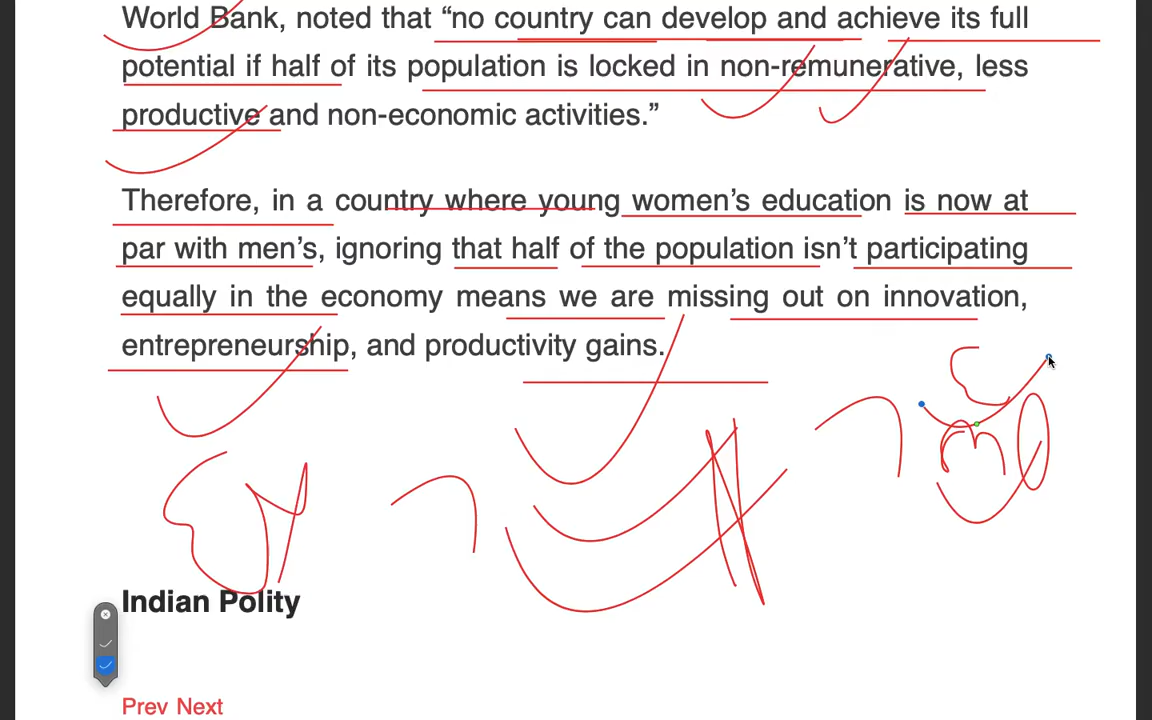 World Bank, noted that “no country can develop and achieve its full
potential if half of its population is locked in non-remunerative, less
productive and non-economic activities.”
Therefore, in a country where young women’s education is now at
par with men’s, ignoring that half of the population isn’t participating
equally in the economy means we are missing out on innovation,
entrepreneurship, and productivity gains.
Indian Polity
Prev Next